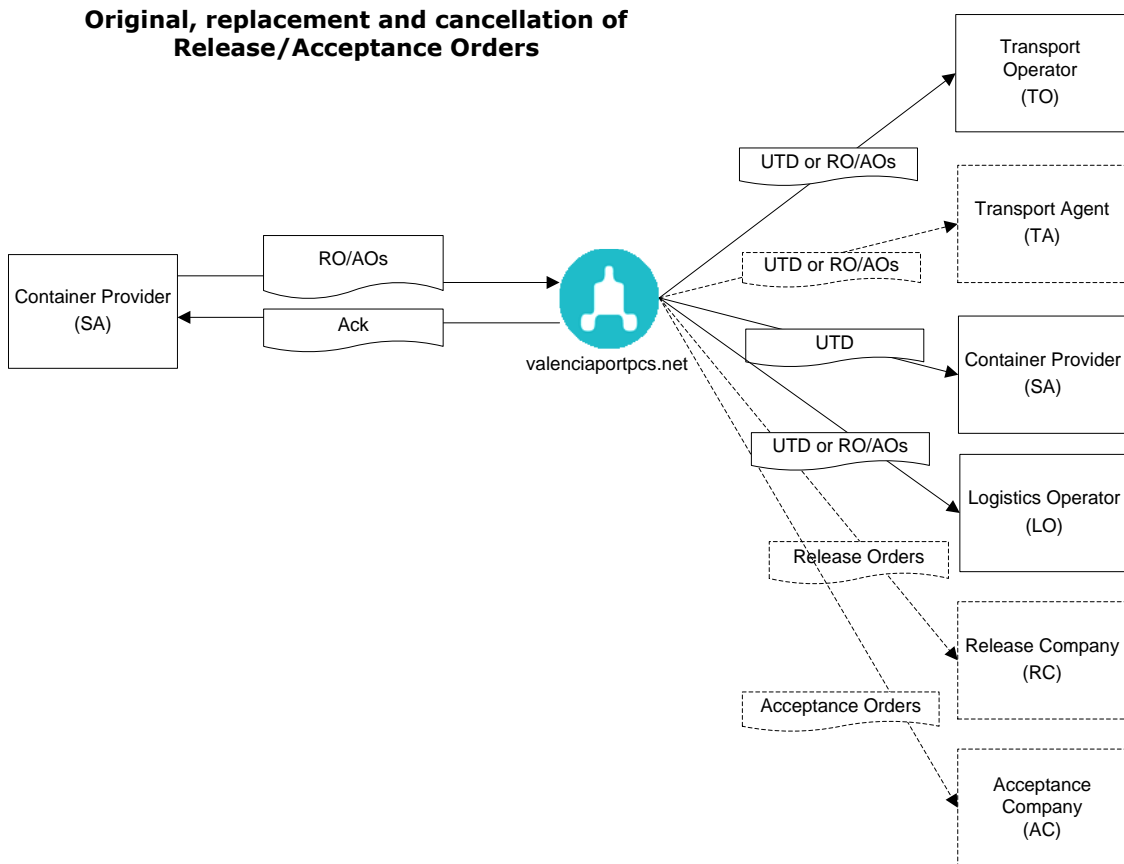 Original, replacement and cancellation of
Release/Acceptance Orders
Transport
Operator
(TO)
UTD or RO/AOs
Transport Agent
(TA)
UTD or RO/AOs
RO/AOs
Container Provider
(SA)
Ack
valenciaportpcs.net
UTD
Container Provider
(SA)
UTD or RO/AOs
Logistics Operator
(LO)
Release Orders
Release Company
(RC)
Acceptance Orders
Acceptance
Company
(AC)